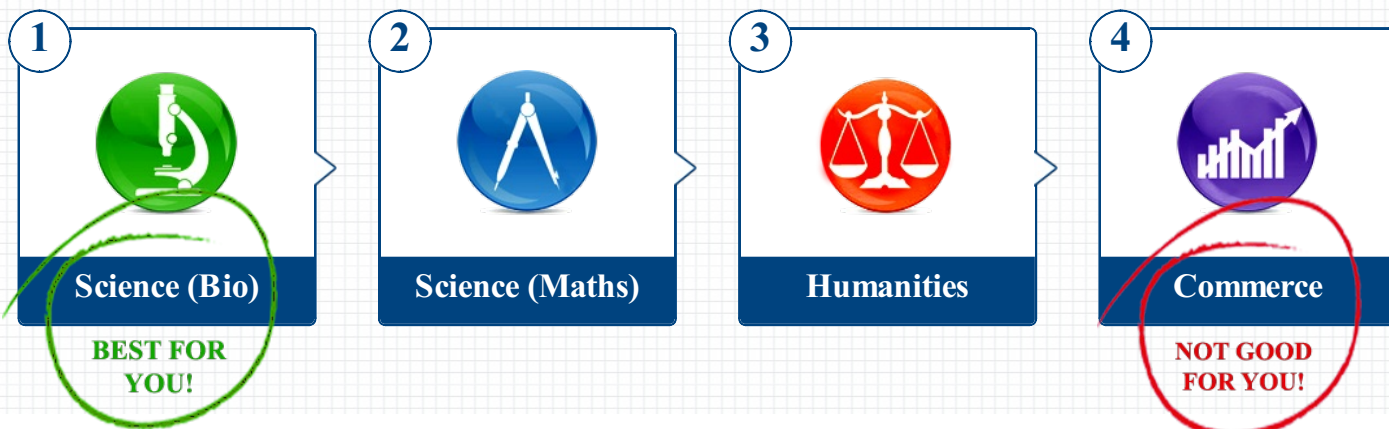 1
2
3
4
Science (Bio)
Science (Maths)
Humanities
Commerce
BEST FOR
YOU!
NOT GOOD
FOR YOU!